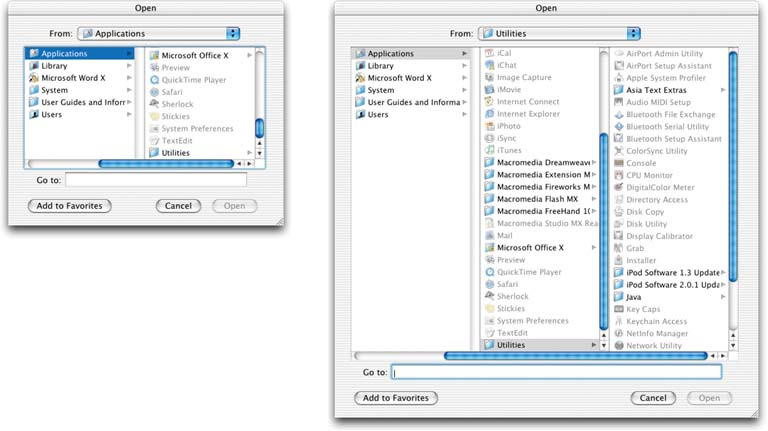 Open
From: Applications
Applications
Library
Microsoft Word X
System
User Guides and Inforr
Users
Microsoft Office X
Preview
QuickTime Player
Safari
Sherlock
Stickies
System Preferences
TextEdit
Utilities
Go to:
Add to Favorites
Cancel
Open
Open
From: Utilities
Applications
Library
Microsoft Word X
System
User Guides and Informa
Users
iCal
iChat
Image Capture
iMovie
Internet Connect
Internet Explorer
iPhoto
iSync
iTunes
Macromedia Dreamweav
Macromedia Extension M
Macromedia Fireworks M
Macromedia Flash MX
Macromedia FreeHand 10
Macromedia Studio MX Rea
Mail
Microsoft Office X
Preview
QuickTime Player
Safari
Sherlock
Stickies
System Preferences
TextEdit
Utilities
AirPort Admin Utility
AirPort Setup Assistant
Apple System Profiler
Asia Text Extras
Audio MIDI Setup
Bluetooth File Exchange
Bluetooth Serial Utility
Bluetooth Setup Assistant
ColorSync Utility
Console
CPU Monitor
DigitalColor Meter
Directory Access
Disk Copy
Disk Utility
Display Calibrator
Grab
Installer
iPod Software 1.3 Update
iPod Software 2.0.1 Upda
Java
Key Caps
Keychain Access
NetInfo Manager
Network Utility
Go to:
Add to Favorites
Cancel
Open